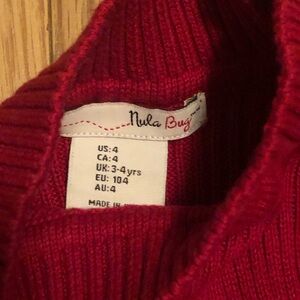 Nula Bug
US: 4
CA: 4
UK: 3-4 yrs
EU: 104
AU: 4
MADE IN